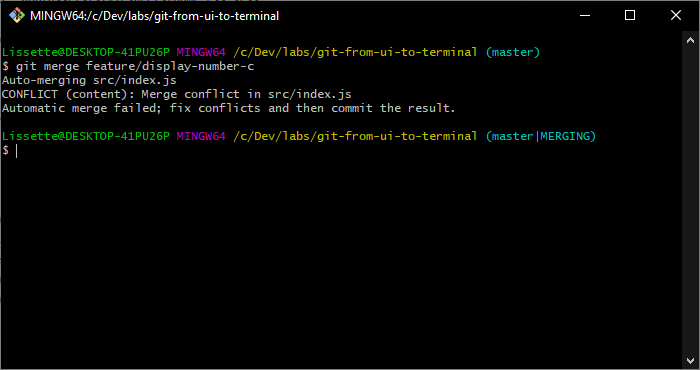 MINGW64:/c/Dev/labs/git-from-ui-to-terminal
Lissette@DESKTOP-41PU26P MINGW64 /c/Dev/labs/git-from-ui-to-terminal (master)
$ git merge feature/display-number-c
Auto-merging src/index.js
CONFLICT (content): Merge conflict in src/index.js
Automatic merge failed; fix conflicts and then commit the result.
Lissette@DESKTOP-41PU26P MINGW64 /c/Dev/labs/git-from-ui-to-terminal (master|MERGING)
$